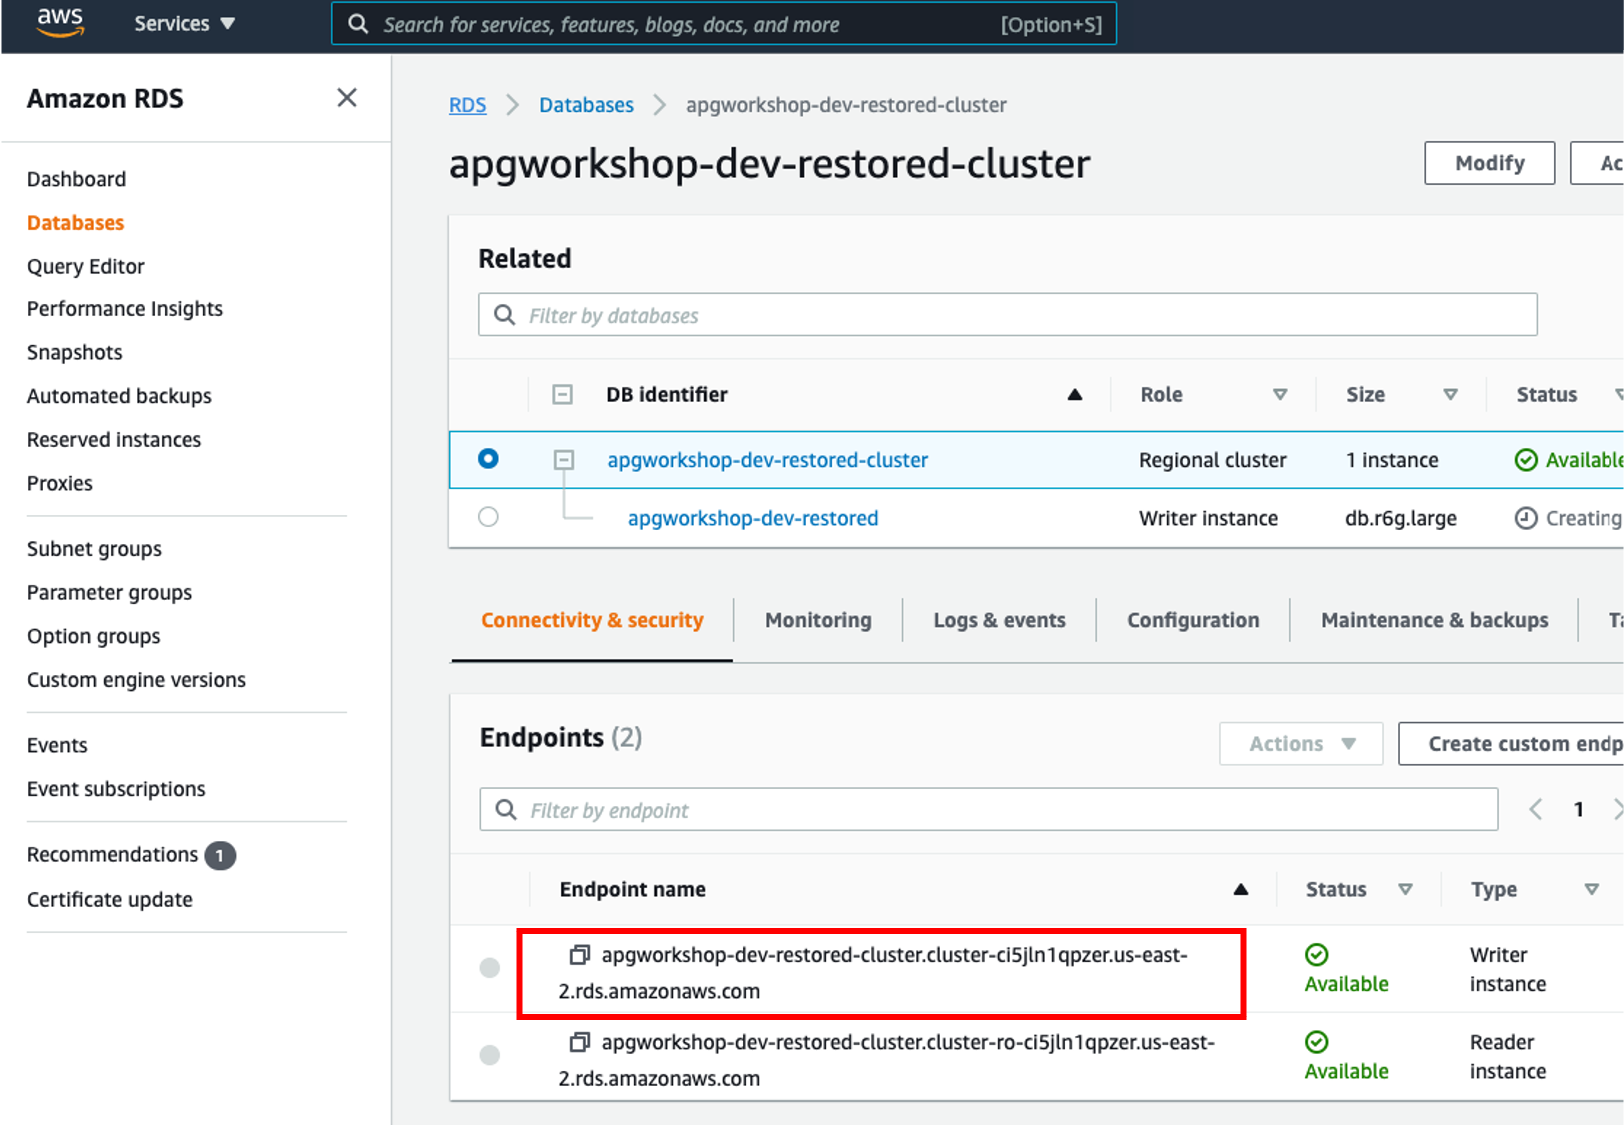 aws
Services
Search for services, features, blogs, docs, and more
[Option+S]
Amazon RDS
Dashboard
Databases
Query Editor
Performance Insights
Snapshots
Automated backups
Reserved instances
Proxies
Subnet groups
Parameter groups
Option groups
Custom engine versions
Events
Event subscriptions
Recommendations 1
Certificate update
RDS > Databases > apgworkshop-dev-restored-cluster
apgworkshop-dev-restored-cluster
Modify
Ac
Related
Filter by databases
DB identifier Role Size Status
apgworkshop-dev-restored-cluster Regional cluster 1 instance Available
apgworkshop-dev-restored Writer instance db.r6g.large Creating
Connectivity & security Monitoring Logs & events Configuration Maintenance & backups Ta
Endpoints (2)
Actions
Create custom endp
Filter by endpoint
1
Endpoint name Status Type
apgworkshop-dev-restored-cluster.cluster-ci5jln1qpzer.us-east-
2.rds.amazonaws.com
Available
Writer
instance
apgworkshop-dev-restored-cluster.cluster-ro-ci5jln1qpzer.us-east-
2.rds.amazonaws.com
Available
Reader
instance